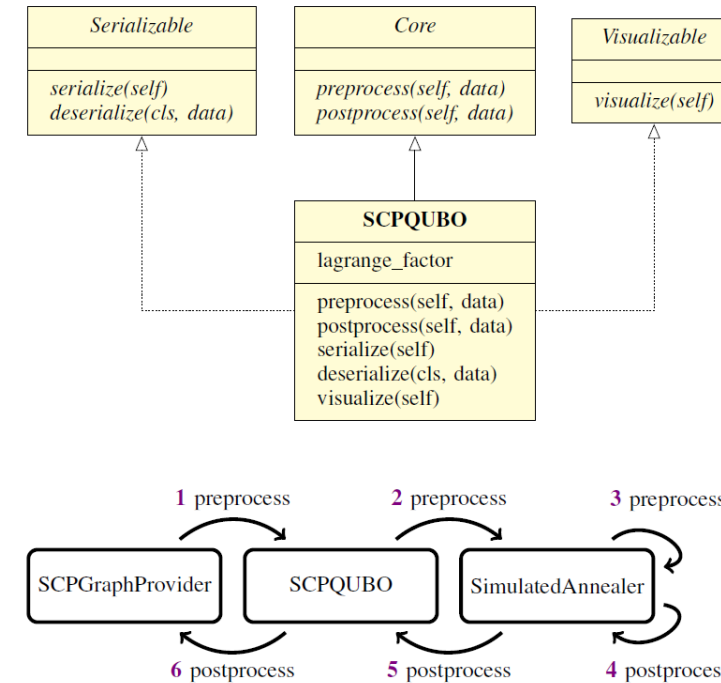 Serializable
serialize(self)
deserialize(cls, data)
Core
preprocess(self, data)
postprocess(self, data)
Visualizable
visualize(self)
SCPQUBO
lagrange_factor
preprocess(self, data)
postprocess(self, data)
serialize(self)
deserialize(cls, data)
visualize(self)
1 preprocess
2 preprocess
3 preprocess
SCPGraphProvider
SCPQUBO
SimulatedAnnealer
6 postprocess
5 postprocess
4 postprocess